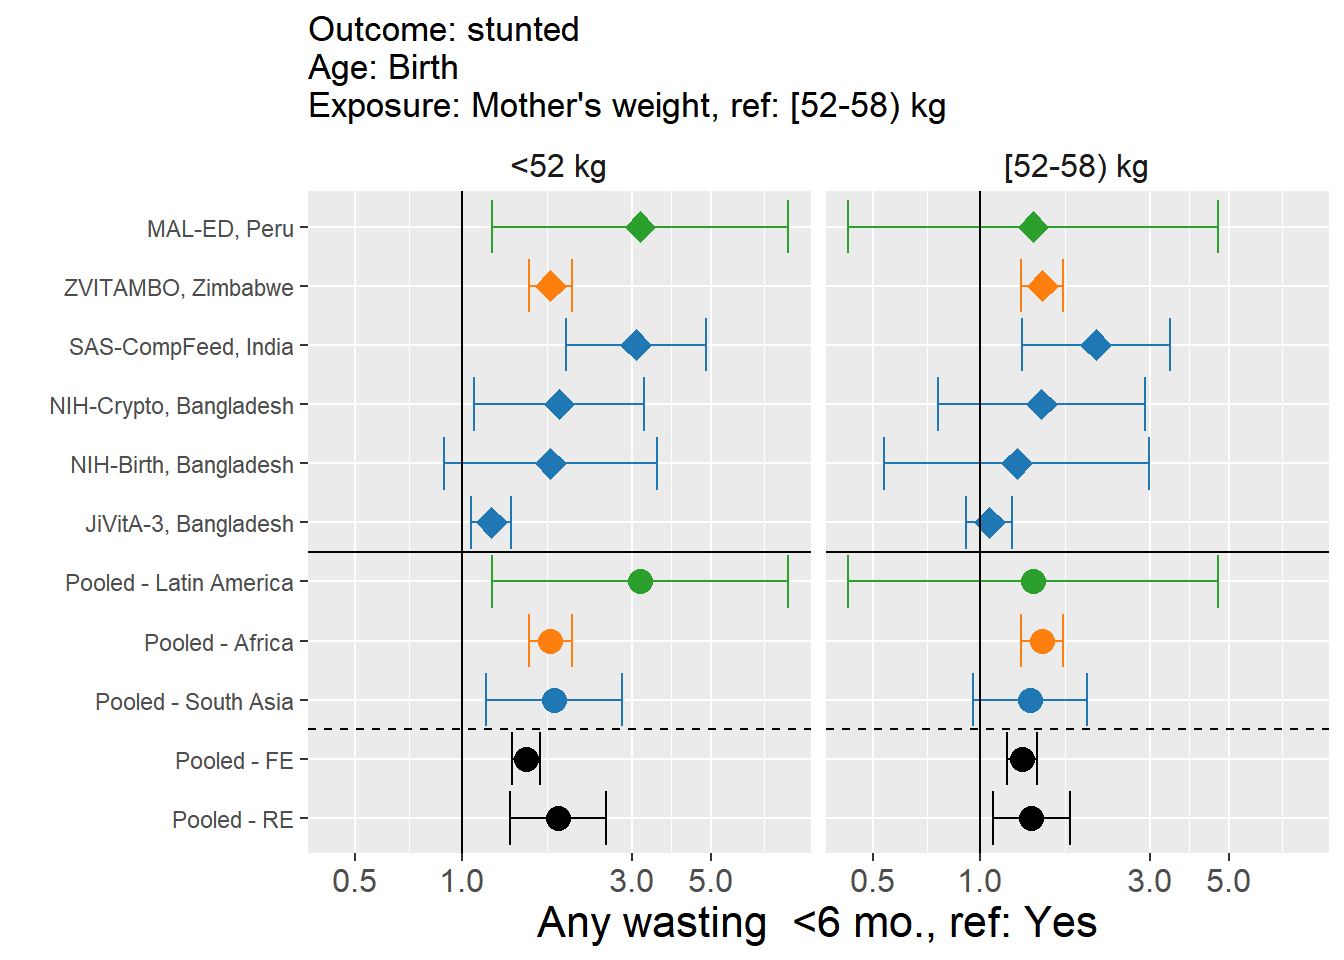 Outcome: stunted
Age: Birth
Exposure: Mother's weight, ref: [52-58) kg
<52 kg
[52-58) kg
MAL-ED, Peru
ZVITAMBO, Zimbabwe
SAS-CompFeed, India
NIH-Crypto, Bangladesh
NIH-Birth, Bangladesh
JiVitA-3, Bangladesh
Pooled - Latin America
Pooled - Africa
Pooled - South Asia
Pooled - FE
Pooled - RE
0.5 1.0 3.0 5.0
0.5 1.0 3.0 5.0
Any wasting  <6 mo., ref: Yes